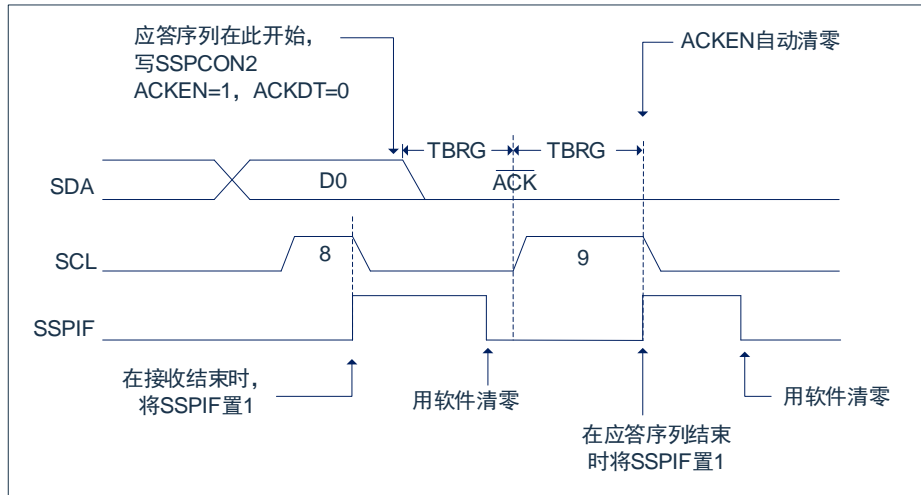 应答序列在此开始,
写SSPCON2
ACKEN=1, ACKDT=0
ACKEN自动清零
TBRG
TBRG
SDA
D0
ACK
SCL
8
9
SSPIF
在接收结束时,
将SSPIF置1
用软件清零
在应答序列结束
时将SSPIF置1
用软件清零